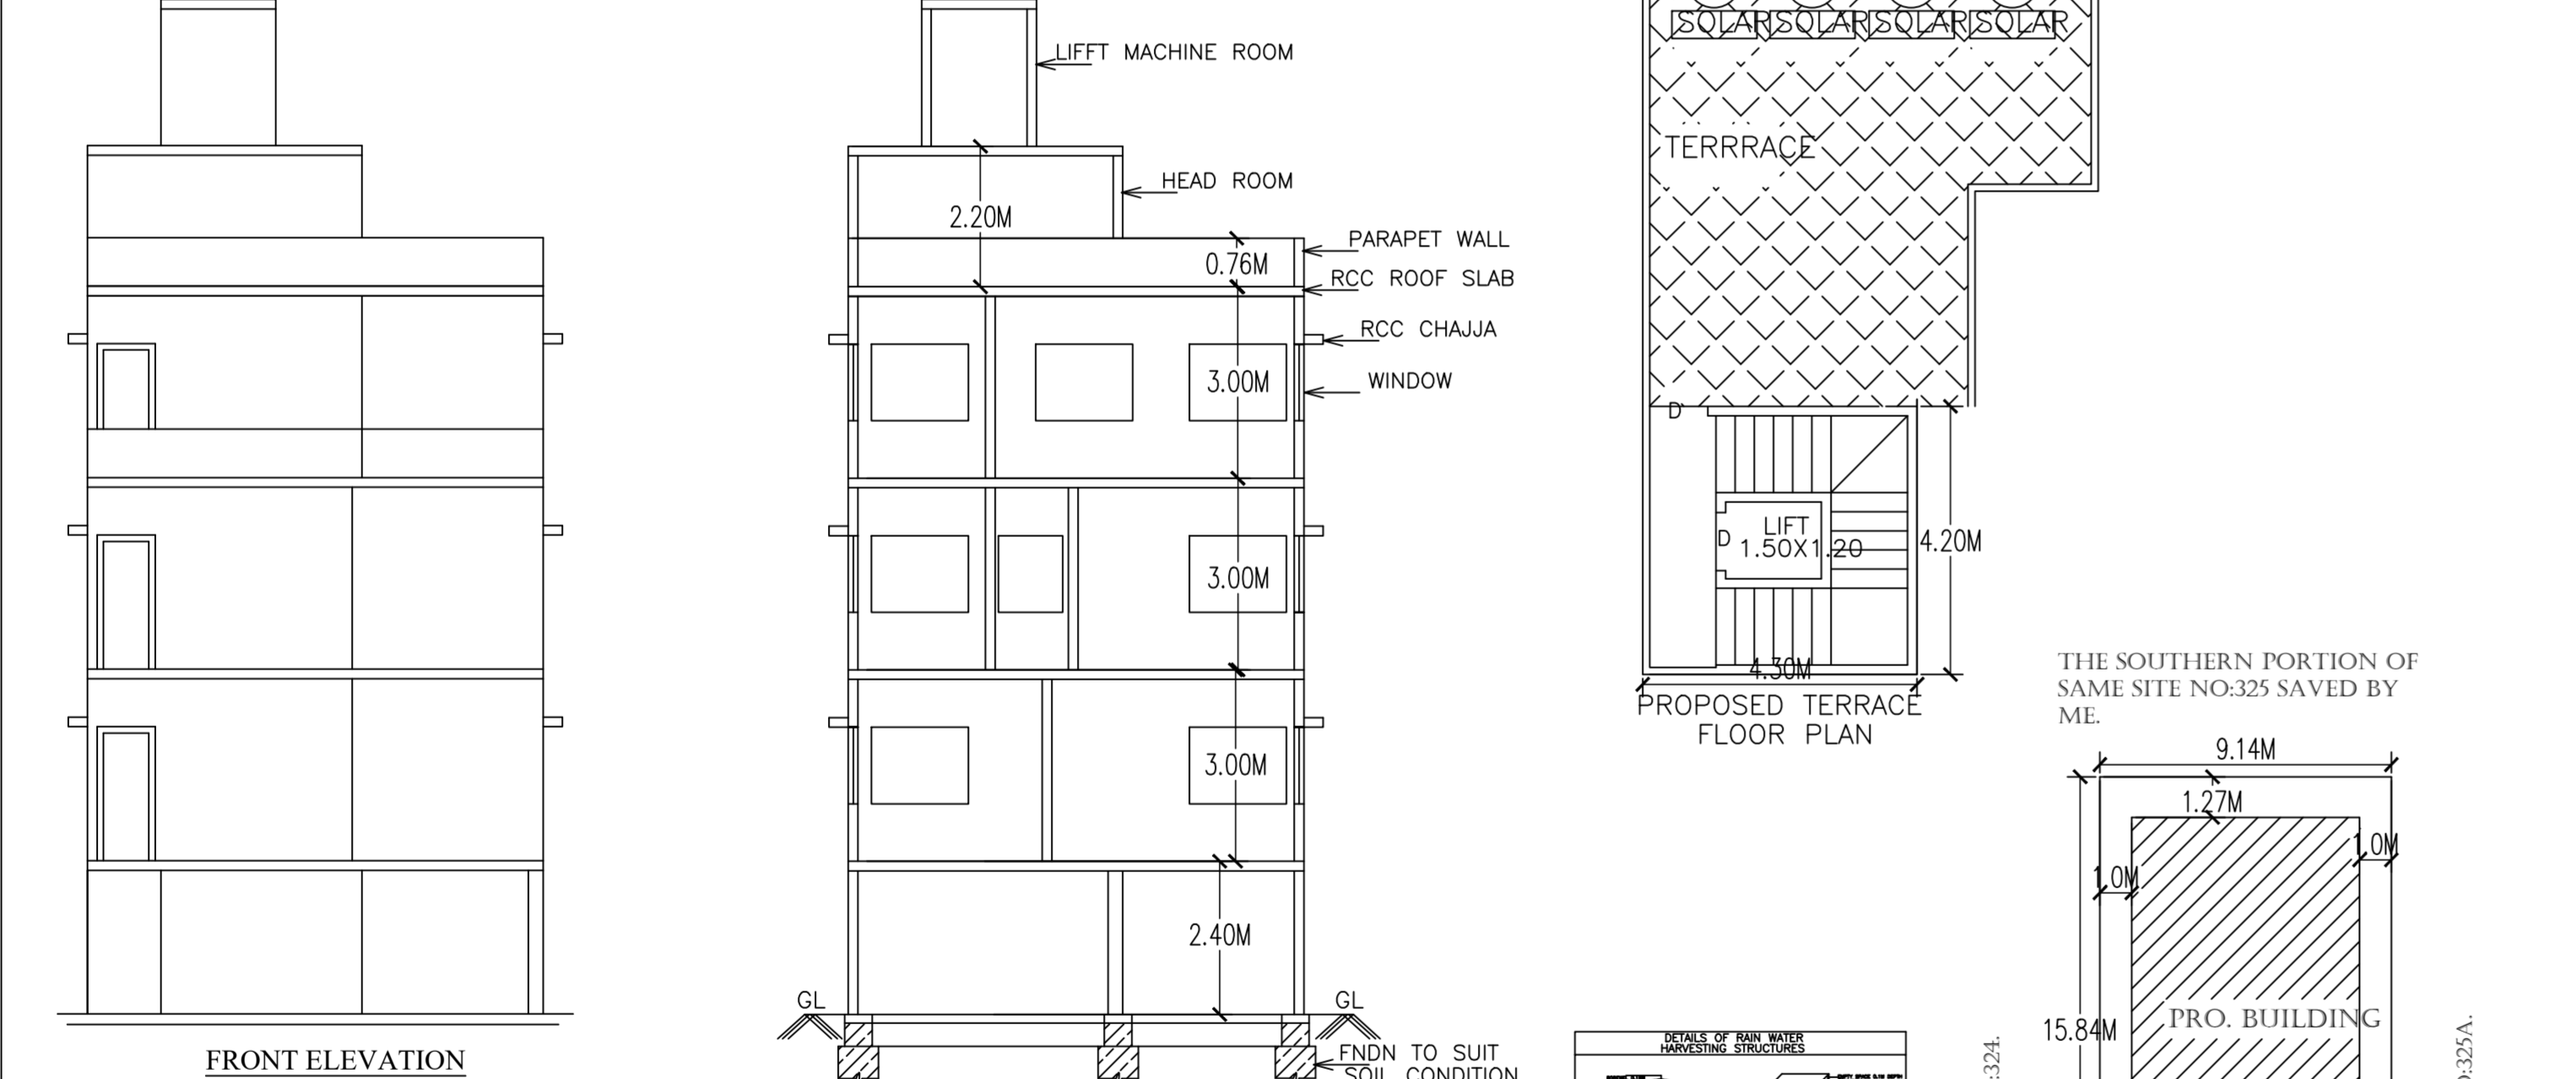 LIFFT MACHINE ROOM
HEAD ROOM
2.20M
PARAPET WALL
0.76M
RCC ROOF SLAB
RCC CHAJJA
WINDOW
3.00M
3.00M
3.00M
2.40M
GL
GL
FNDN TO SUIT
SOIL CONDITION
FRONT ELEVATION
SOLAR SOLAR SOLAR SOLAR
TERRRACE
D
D
LIFT
1.50X1.20
4.20M
4.30M
PROPOSED TERRACE
FLOOR PLAN
THE SOUTHERN PORTION OF
SAME SITE NO:325 SAVED BY
ME.
9.14M
1.27M
1.0M
1.0M
15.84M
PRO. BUILDING
:324.
:325A.
DETAILS OF RAIN WATER
HARVESTING STRUCTURES